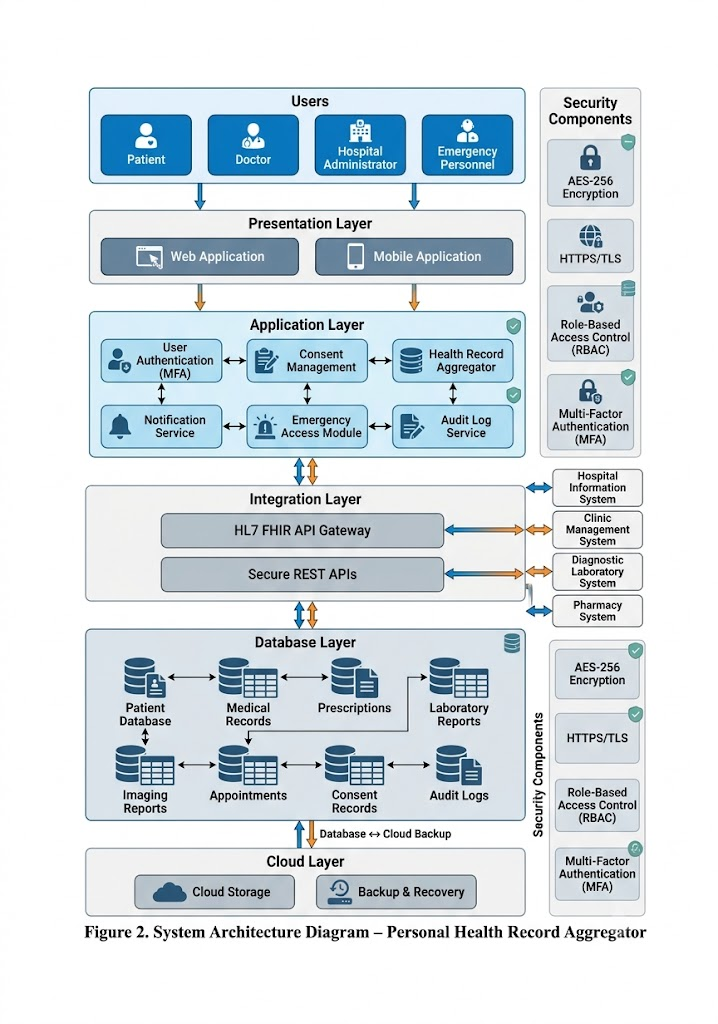 Users
Patient
Doctor
Hospital
Administrator
Emergency
Personnel
Presentation Layer
Web Application
Mobile Application
Application Layer
User
Authentication
(MFA)
Consent
Management
Health Record
Aggregator
Notification
Service
Emergency
Access Module
Audit Log
Service
Integration Layer
HL7 FHIR API Gateway
Secure REST APIs
Database Layer
Patient
Database
Medical
Records
Prescriptions
Laboratory
Reports
Imaging
Reports
Appointments
Consent
Records
Audit Logs
Database ↔ Cloud Backup
Cloud Layer
Cloud Storage
Backup & Recovery
Security
Components
AES-256
Encryption
HTTPS/TLS
Role-Based
Access Control
(RBAC)
Multi-Factor
Authentication
(MFA)
Hospital
Information
System
Clinic
Management
System
Diagnostic
Laboratory
System
Pharmacy
System
Security Components
AES-256
Encryption
HTTPS/TLS
Role-Based
Access Control
(RBAC)
Multi-Factor
Authentication
(MFA)
Figure 2. System Architecture Diagram – Personal Health Record Aggregator